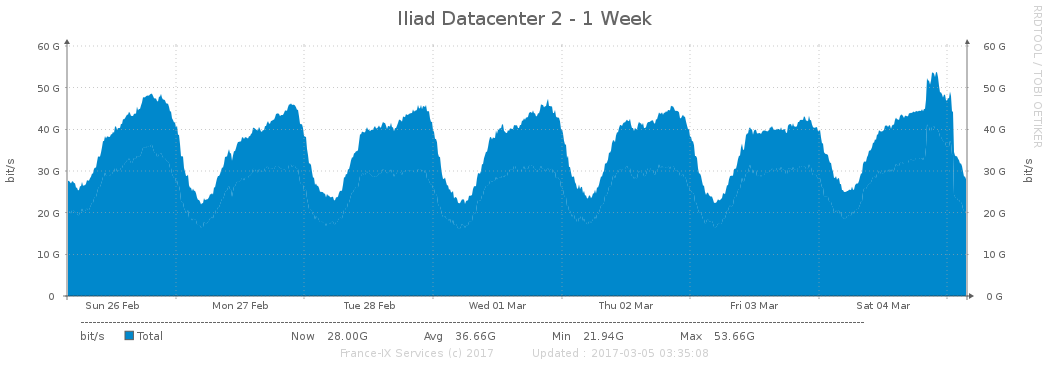 Iliad Datacenter 2 - 1 Week
RRDTOOL / TOBI OETIKER
60 G 60 G
50 G 50 G
40 G 40 G
30 G 30 G
20 G 20 G
10 G 10 G
0 0 G
bit/s
bit/s
Sun 26 Feb Mon 27 Feb Tue 28 Feb Wed 01 Mar Thu 02 Mar Fri 03 Mar Sat 04 Mar
bit/s Total Now 28.00G Avg 36.66G Min 21.94G Max 53.66G
France-IX Services (c) 2017 Updated : 2017-03-05 03:35:08